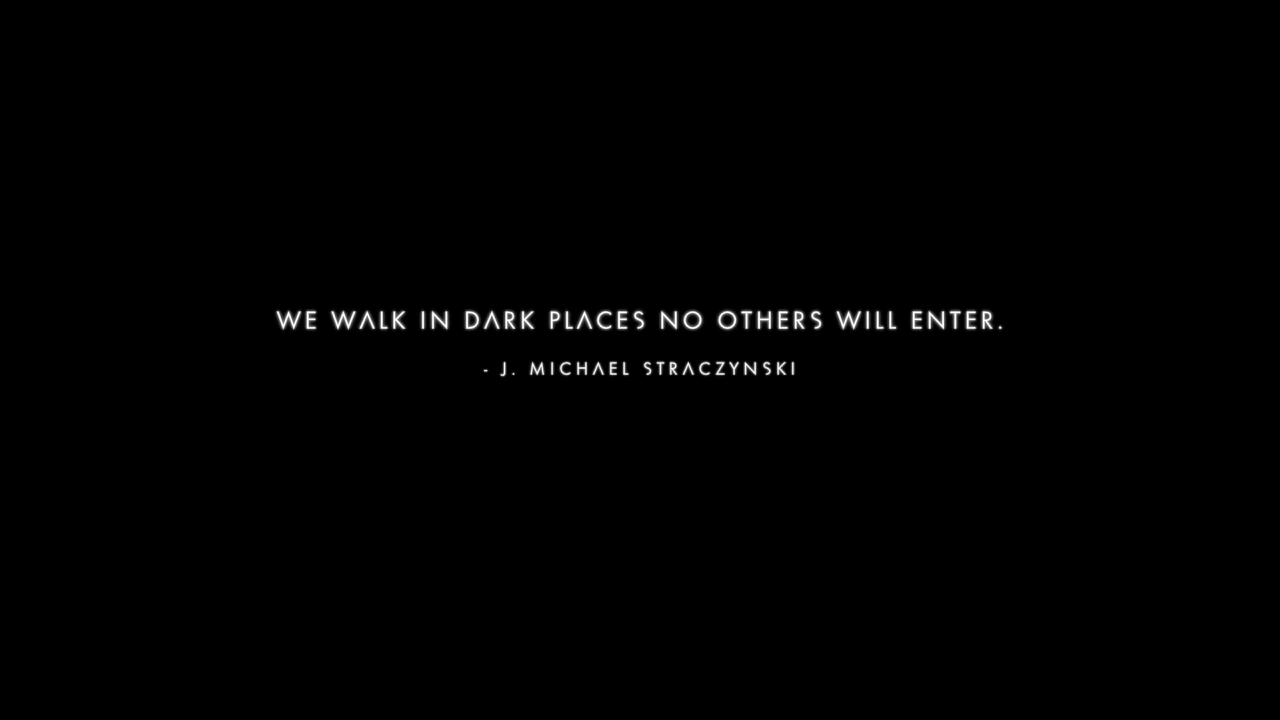 WE WALK IN DARK PLACES NO OTHERS WILL ENTER.
- J. MICHAEL STRACZYNSKI